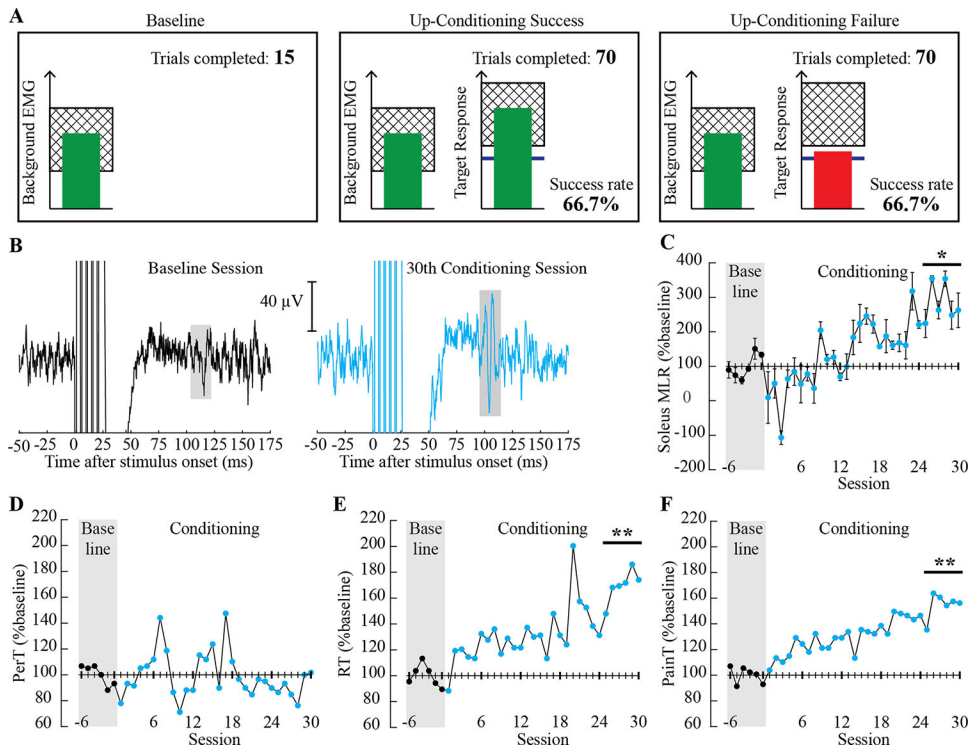 A
Baseline
Up-Conditioning Success
Up-Conditioning Failure
Trials completed: 15
Background EMG
Trials completed: 70
Background EMG
Target Response
Success rate
66.7%
Trials completed: 70
Background EMG
Target Response
Success rate
66.7%
B
Baseline Session
40 µV
30th Conditioning Session
-50 -25 0 25 50 75 100 125 150 175
Time after stimulus onset (ms)
-50 -25 0 25 50 75 100 125 150 175
Time after stimulus onset (ms)
C
Soleus MLR (%baseline)
400
300
200
100
0
-100
-200
Base
line
Conditioning
*
-6 6 12 18 24 30
Session
D
PerT (%baseline)
220
200
180
160
140
120
100
80
60
Base
line
Conditioning
-6 6 12 18 24 30
Session
E
RT (%baseline)
220
200
180
160
140
120
100
80
60
Base
line
Conditioning
**
-6 6 12 18 24 30
Session
F
PainT (%baseline)
220
200
180
160
140
120
100
80
60
Base
line
Conditioning
**
-6 6 12 18 24 30
Session